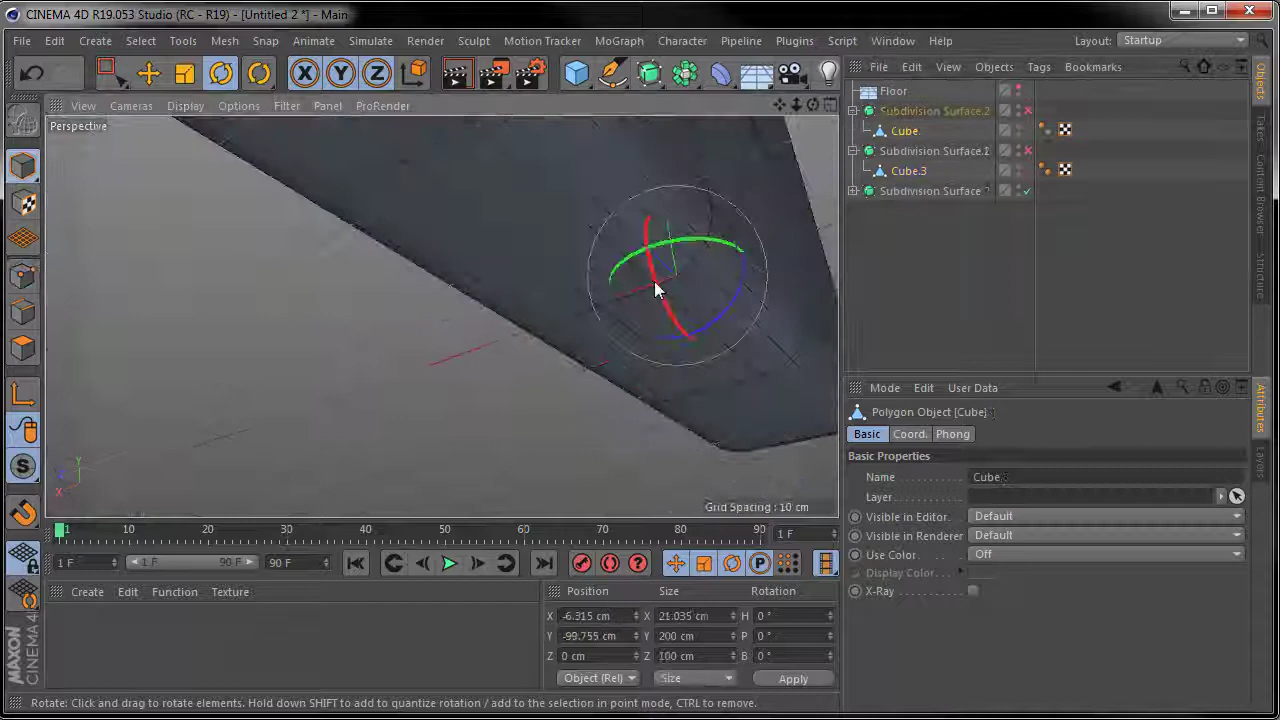 CINEMA 4D R19.053 Studio (RC - R19) - [Untitled 2 *] - Main
File Edit Create Select Tools Mesh Snap Animate Simulate Render Sculpt Motion Tracker MoGraph Character Pipeline Plugins Script Window Help Layout: Startup
X Y Z
File Edit View Objects Tags Bookmarks
View Cameras Display Options Filter Panel ProRender
Perspective
Floor
Subdivision Surface.2
Cube.
Subdivision Surface.1
Cube.3
Subdivision Surface
Objects
Takes
Content Browser
Structure
Mode Edit User Data
Polygon Object [Cube]
Basic Coord. Phong
Basic Properties
Name Cube.
Layer
Visible in Editor Default
Visible in Renderer Default
Use Color Off
Display Color
X-Ray
Attributes
Layers
Y
Z
X
Grid Spacing : 10 cm
10 20 30 40 50 60 70 80 90 1 F
1 F 1 F 90 F 90 F
Create Edit Function Texture
Position Size Rotation
X -6.315 cm X 21.035 cm H 0 °
Y -99.755 cm Y 200 cm P 0 °
Z 0 cm Z 100 cm B 0 °
Object (Rel) Size Apply
MAXON CINEMA 4D
Rotate: Click and drag to rotate elements. Hold down SHIFT to add to quantize rotation / add to the selection in point mode, CTRL to remove.